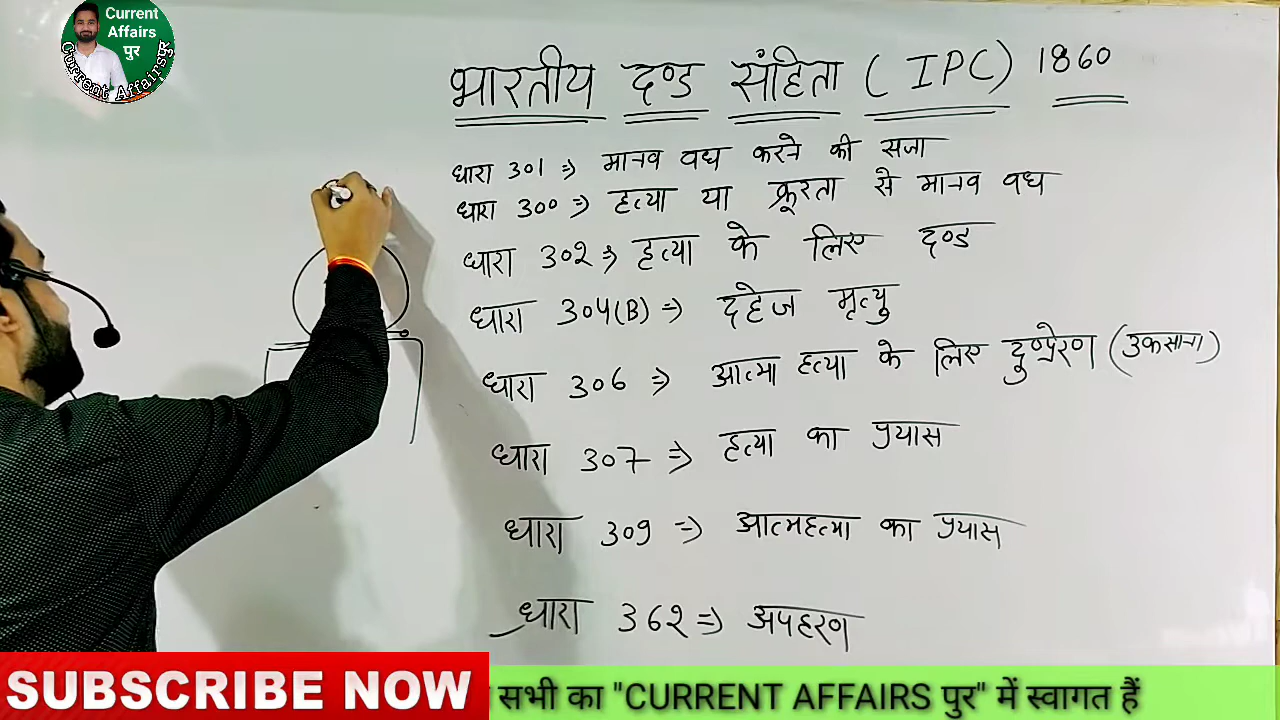 Current
Affairs
पुर
Current Affairsपुर
भारतीय दण्ड संहिता ( IPC ) 1860
धारा 301 ⇒ मानव वध करने की सजा
धारा 300 ⇒ हत्या या क्रूरता से मानव वध
धारा 302 ⇒ हत्या के लिए दण्ड
धारा 304(B) ⇒ दहेज मृत्यु
धारा 306 ⇒ आत्मा हत्या के लिए दुष्प्रेरण (उकसाना)
धारा 307 ⇒ हत्या का प्रयास
धारा 309 ⇒ आत्महत्या का प्रयास
धारा 362 ⇒ अपहरण
SUBSCRIBE NOW
सभी का "CURRENT AFFAIRS पुर" में स्वागत हैं